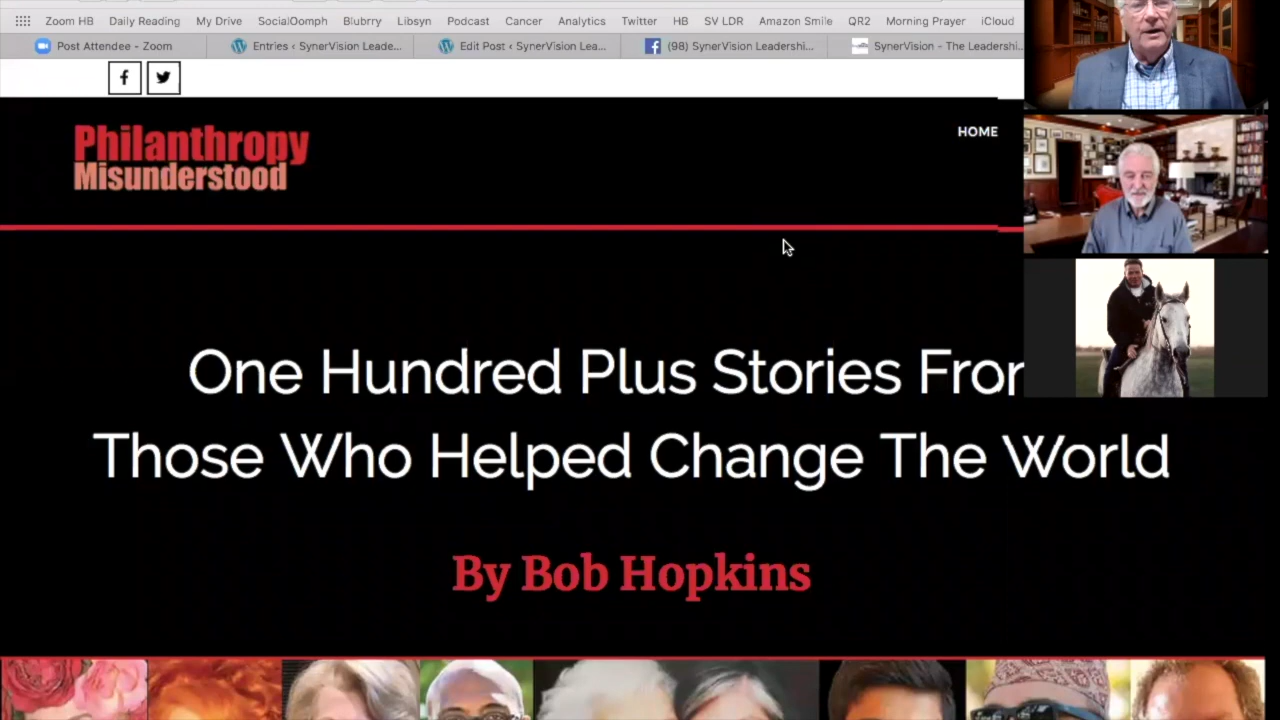 Zoom HB Daily Reading My Drive SocialOomph Blubrry Libsyn Podcast Cancer Analytics Twitter HB SV LDR Amazon Smile QR2 Morning Prayer iCloud
Post Attendee - Zoom Entries ‹ SynerVision Leade... Edit Post ‹ SynerVision Lea... (98) SynerVision Leadershi... SynerVision - The Leadershi...
Philanthropy
Misunderstood
HOME
One Hundred Plus Stories From
Those Who Helped Change The World
By Bob Hopkins